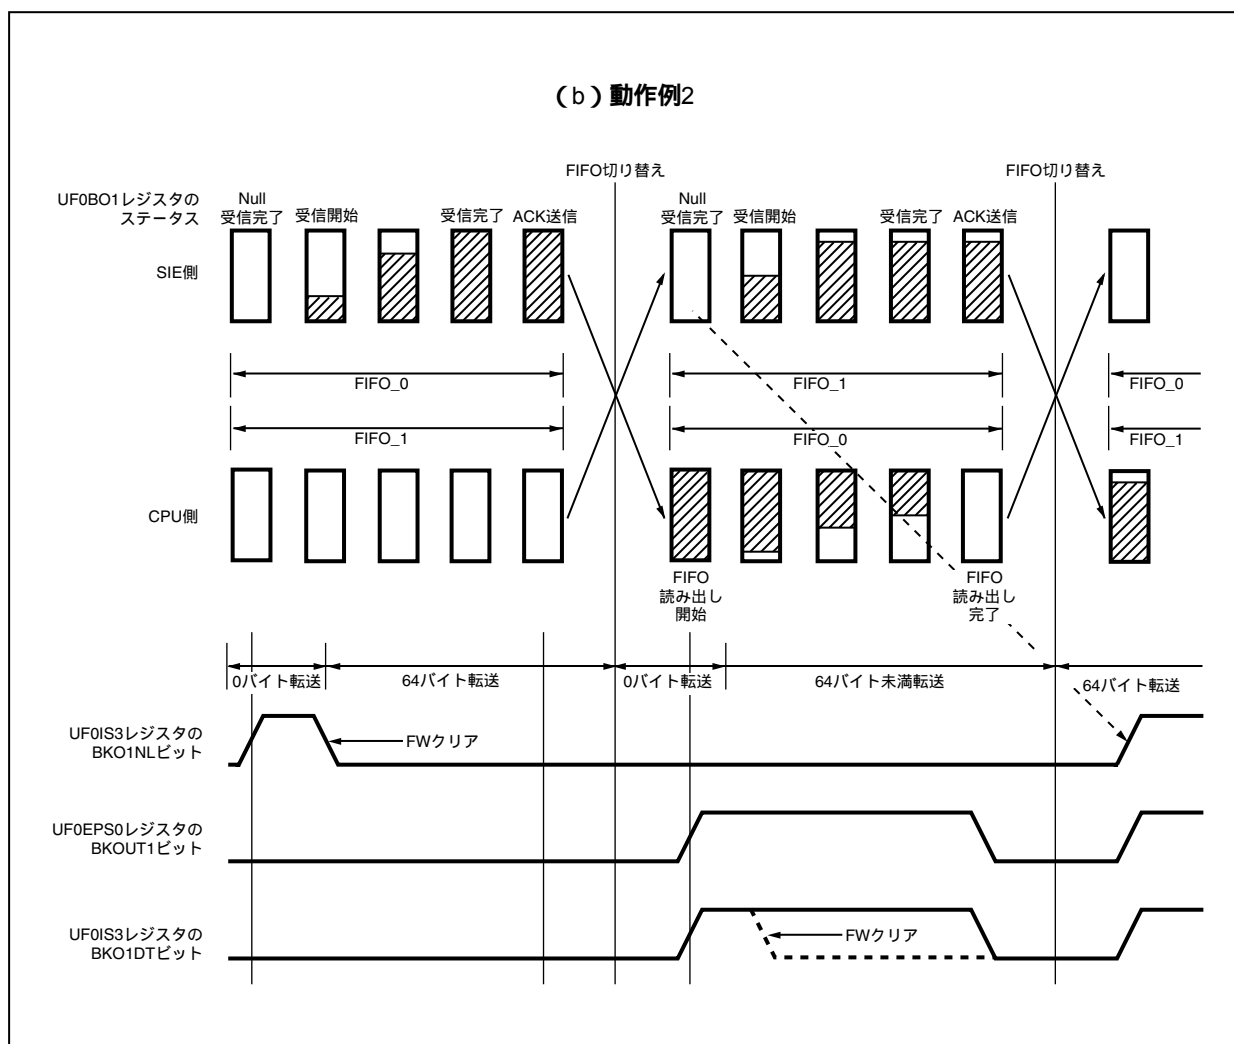 (b)動作例2
FIFO切り替え
FIFO切り替え
UF0BO1レジスタの
ステータス
Null
受信完了
受信開始
受信完了
ACK送信
Null
受信完了
受信開始
受信完了
ACK送信
SIE側
FIFO_0
FIFO_1
FIFO_0
FIFO_1
FIFO_0
FIFO_1
CPU側
FIFO
読み出し
開始
FIFO
読み出し
完了
0バイト転送
64バイト転送
0バイト転送
64バイト未満転送
64バイト転送
UF0IS3レジスタの
BKO1NLビット
FWクリア
UF0EPS0レジスタの
BKOUT1ビット
UF0IS3レジスタの
BKO1DTビット
FWクリア